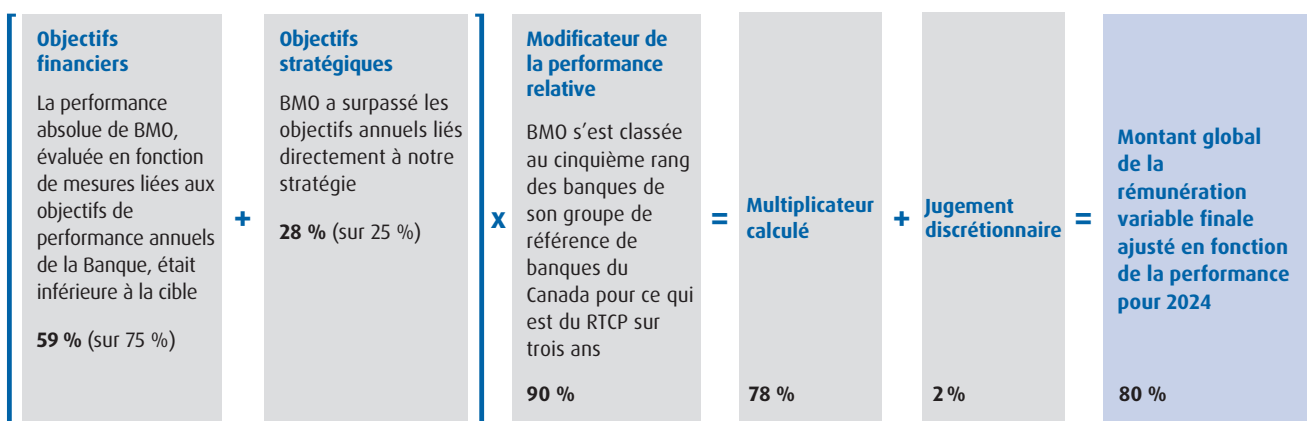 Objectifs
financiers
La performance
absolue de BMO,
évaluée en fonction
de mesures liées aux
objectifs de
performance annuels
de la Banque, était
inférieure à la cible
59 % (sur 75 %)
+
Objectifs
stratégiques
BMO a surpassé les
objectifs annuels liés
directement à notre
stratégie
28 % (sur 25 %)
x
Modificateur de
la performance
relative
BMO s’est classée
au cinquième rang
des banques de
son groupe de
référence de
banques du
Canada pour ce qui
est du RTCP sur
trois ans
90 %
=
Multiplicateur
calculé
78 %
+
Jugement
discrétionnaire
2 %
=
Montant global
de la
rémunération
variable finale
ajusté en fonction
de la performance
pour 2024
80 %